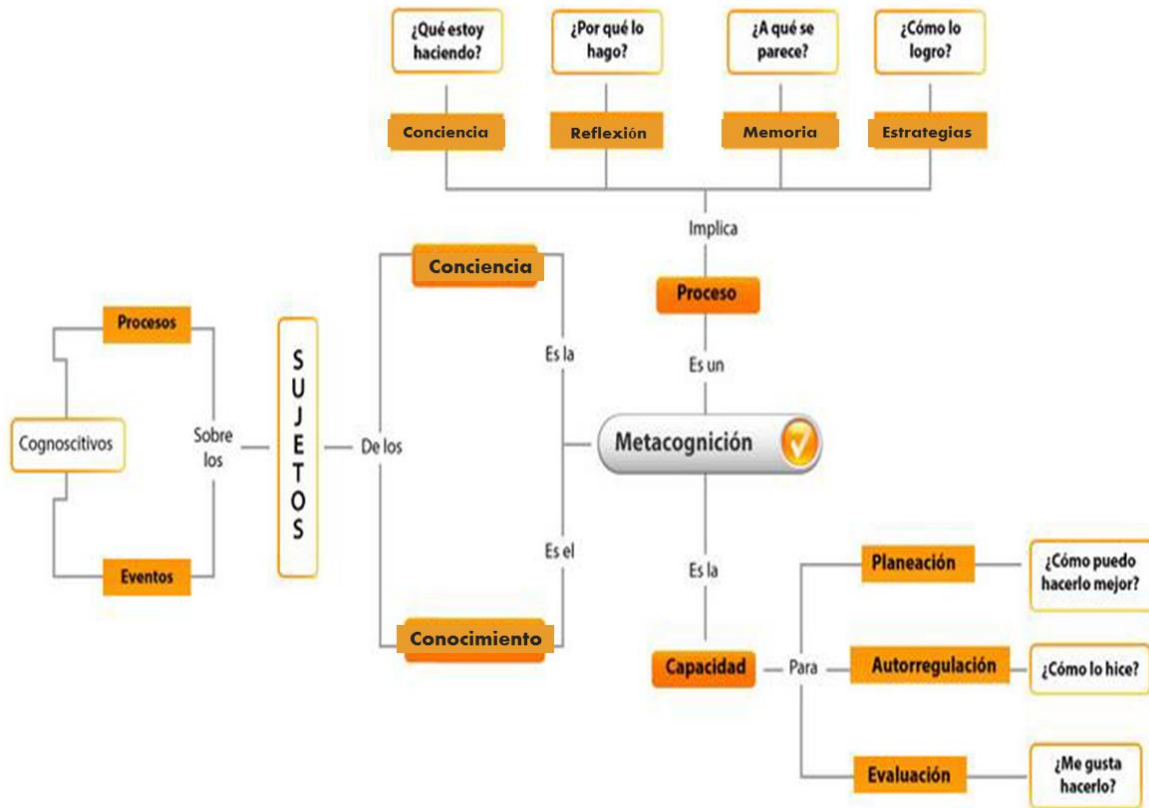 ¿Qué estoy
haciendo?
¿Por qué lo
hago?
¿A qué se
parece?
¿Cómo lo
logro?
Conciencia
Reflexión
Memoria
Estrategias
Implica
Proceso
Es un
Metacognición
Conciencia
Es la
Procesos
Cognoscitivos
Sobre
los
SUJETOS
De los
Es el
Eventos
Conocimiento
Es la
Capacidad
Para
Planeación
¿Cómo puedo
hacerlo mejor?
Autorregulación
¿Cómo lo hice?
Evaluación
¿Me gusta
hacerlo?